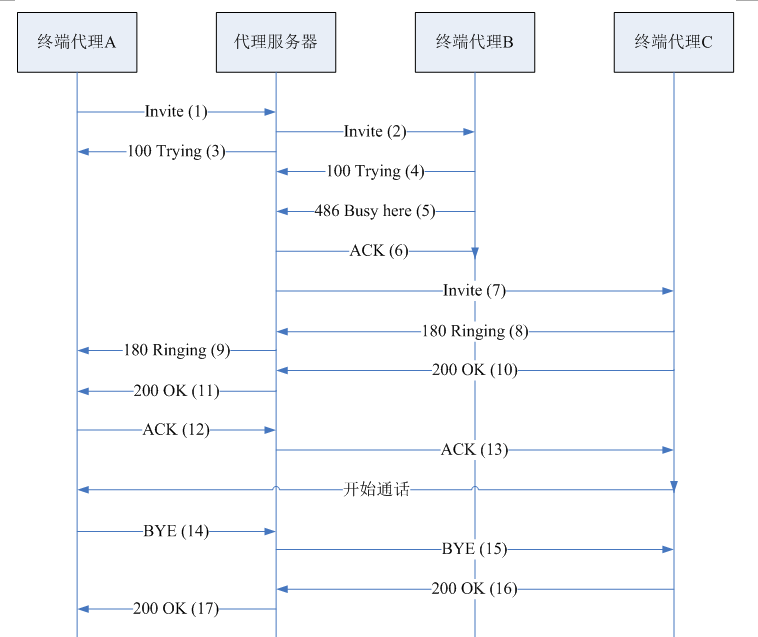 终端代理A
代理服务器
终端代理B
终端代理C
Invite (1)
Invite (2)
100 Trying (3)
100 Trying (4)
486 Busy here (5)
ACK (6)
Invite (7)
180 Ringing (8)
180 Ringing (9)
200 OK (10)
200 OK (11)
ACK (12)
ACK (13)
开始通话
BYE (14)
BYE (15)
200 OK (16)
200 OK (17)